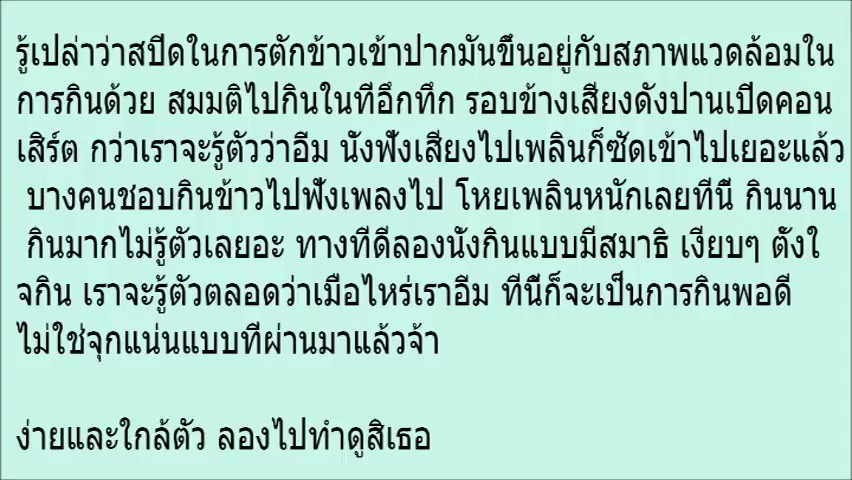 รู้เปล่าว่าสปีดในการตักข้าวเข้าปากมันขึ้นอยู่กับสภาพแวดล้อมใน
การกินด้วย สมมติไปกินในที่อึกทึก รอบข้างเสียงดังปานเปิดคอน
เสิร์ต กว่าเราจะรู้ตัวว่าอิ่ม นั่งฟังเสียงไปเพลินก็ซัดเข้าไปเยอะแล้ว
บางคนชอบกินข้าวไปฟังเพลงไป โหยเพลินหนักเลยทีนี้ กินนาน
กินมากไม่รู้ตัวเลยอะ ทางที่ดีลองนั่งกินแบบมีสมาธิ เงียบๆ ตั้งใ
จกิน เราจะรู้ตัวตลอดว่าเมื่อไหร่เราอิ่ม ทีนี้ก็จะเป็นการกินพอดี
ไม่ใช่จุกแน่นแบบที่ผ่านมาแล้วจ้า
ง่ายและใกล้ตัว ลองไปทำดูสิเธอ